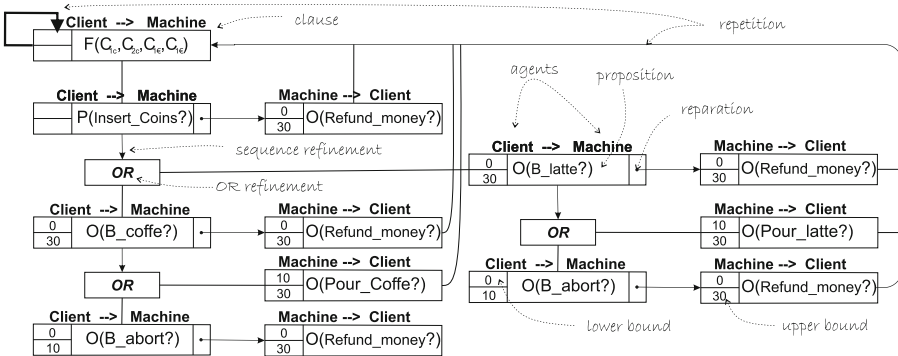 Client --> Machine
clause
repetition
F(C1c,C2c,C1€,C1€)
agents
proposition
Client --> Machine
Machine --> Client
reparation
P(Insert_Coins?)
0
30
O(Refund_money?)
sequence refinement
Client --> Machine
Machine --> Client
OR
0
30
O(B_latte?)
0
30
O(Refund_money?)
OR refinement
Client --> Machine
Machine --> Client
Machine --> Client
0
30
O(B_coffe?)
0
30
O(Refund_money?)
OR
10
30
O(Pour_latte?)
Machine --> Client
Client --> Machine
Machine --> Client
OR
10
30
O(Pour_Coffe?)
0
10
O(B_abort?)
0
30
O(Refund_money?)
Client --> Machine
Machine --> Client
lower bound
upper bound
0
10
O(B_abort?)
0
30
O(Refund_money?)